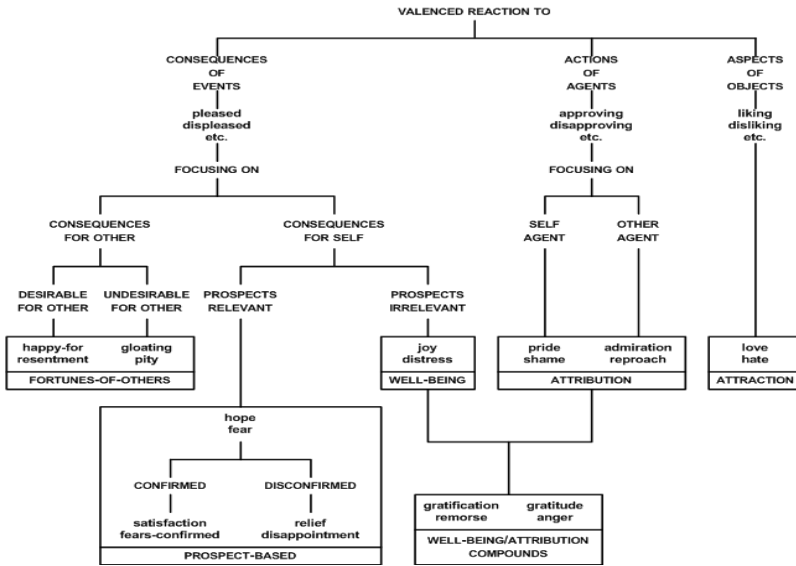 VALENCED REACTION TO
CONSEQUENCES
OF
EVENTS
ACTIONS
OF
AGENTS
ASPECTS
OF
OBJECTS
pleased
displeased
etc.
approving
disapproving
etc.
liking
disliking
etc.
FOCUSING ON
FOCUSING ON
CONSEQUENCES
FOR OTHER
CONSEQUENCES
FOR SELF
SELF
AGENT
OTHER
AGENT
DESIRABLE
FOR OTHER
UNDESIRABLE
FOR OTHER
PROSPECTS
RELEVANT
PROSPECTS
IRRELEVANT
happy-for
resentment
gloating
pity
FORTUNES-OF-OTHERS
joy
distress
WELL-BEING
pride
shame
admiration
reproach
ATTRIBUTION
love
hate
ATTRACTION
hope
fear
CONFIRMED
DISCONFIRMED
satisfaction
fears-confirmed
relief
disappointment
PROSPECT-BASED
gratification
remorse
gratitude
anger
WELL-BEING/ATTRIBUTION
COMPOUNDS